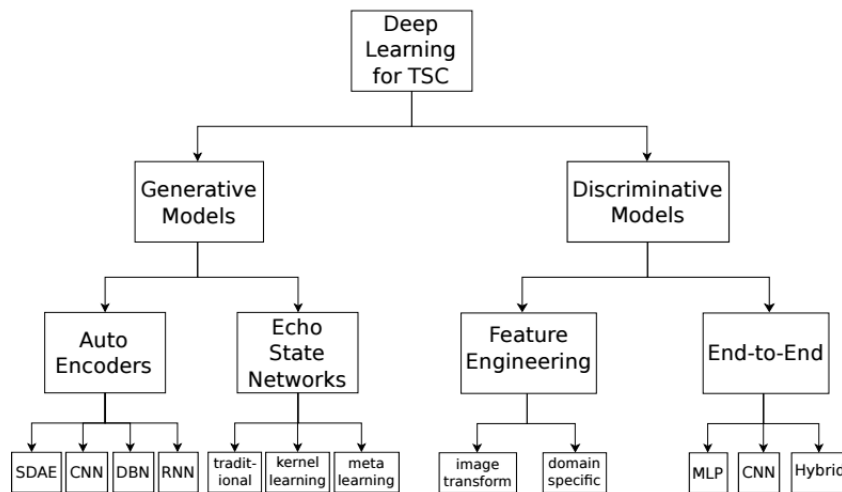 Deep
Learning
for TSC
Generative
Models
Discriminative
Models
Auto
Encoders
Echo
State
Networks
Feature
Engineering
End-to-End
SDAE
CNN
DBN
RNN
tradit-
ional
kernel
learning
meta
learning
image
transform
domain
specific
MLP
CNN
Hybrid